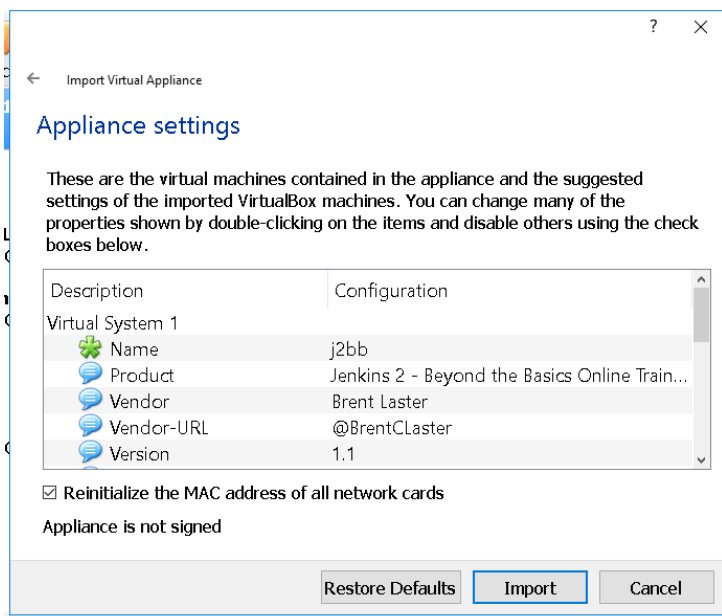 ?
Import Virtual Appliance
Appliance settings
These are the virtual machines contained in the appliance and the suggested
settings of the imported VirtualBox machines. You can change many of the
properties shown by double-clicking on the items and disable others using the check
boxes below.
Description Configuration
Virtual System 1
Name j2bb
Product Jenkins 2 - Beyond the Basics Online Train...
Vendor Brent Laster
Vendor-URL @BrentCLaster
Version 1.1
Reinitialize the MAC address of all network cards
Appliance is not signed
Restore Defaults Import Cancel